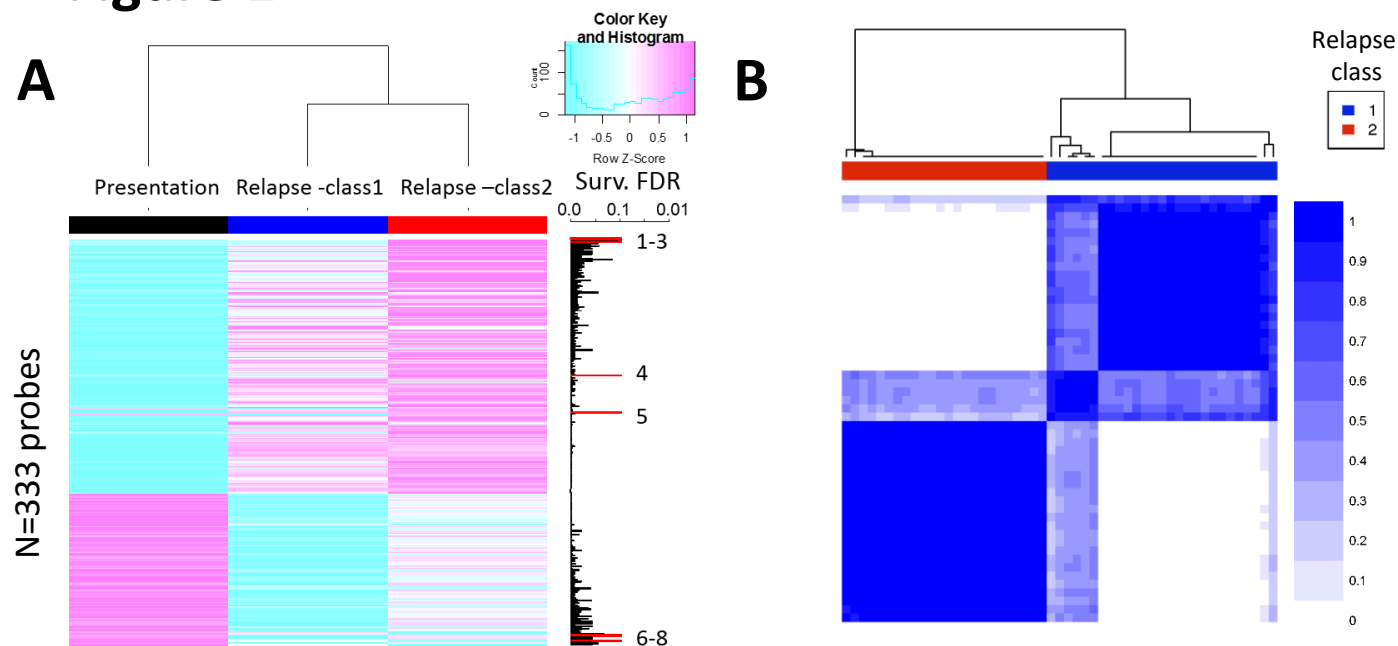 A
Color Key
and Histogram
Count
0 100
-1 -0.5 0 0.5 1
Row Z-Score
Presentation Relapse -class1 Relapse –class2 Surv. FDR
0.0 0.1 0.01
1-3
4
5
6-8
N=333 probes
B
Relapse
class
1
2
1
0.9
0.8
0.7
0.6
0.5
0.4
0.3
0.2
0.1
0